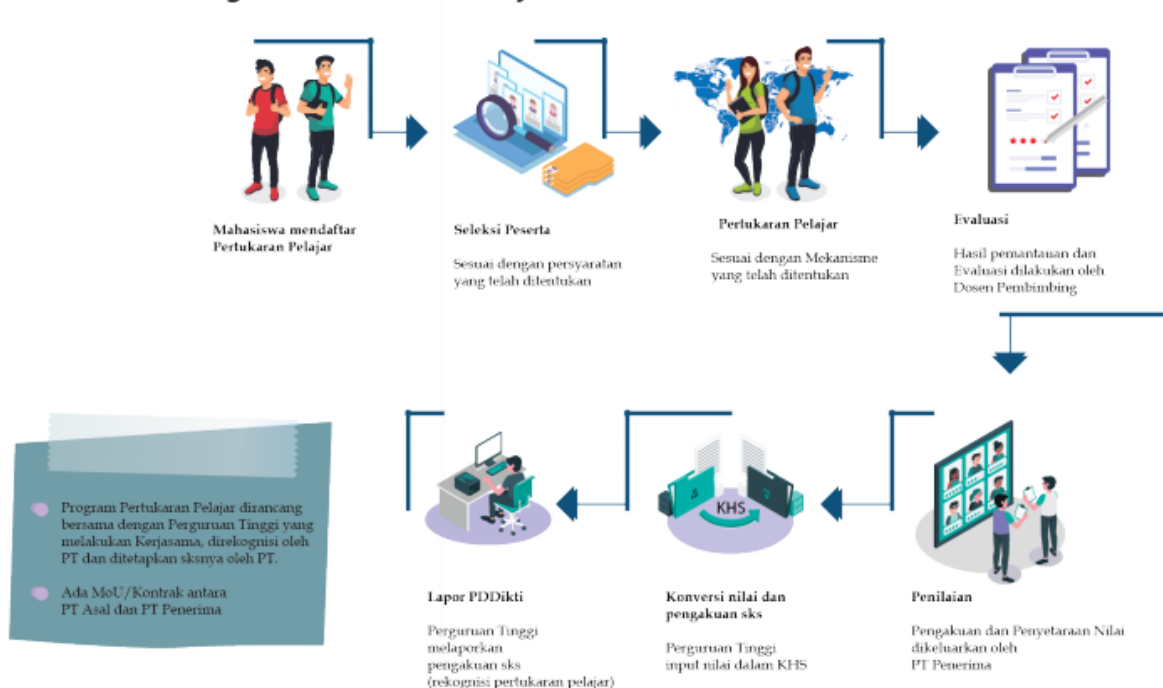 Mahasiswa mendaftar
Pertukaran Pelajar
Seleksi Peserta
Sesuai dengan persyaratan
yang telah ditentukan
Pertukaran Pelajar
Sesuai dengan Mekanisme
yang telah ditentukan
Evaluasi
Hasil pemantauan dan
Evaluasi dilakukan oleh
Dosen Pembimbing
Program Pertukaran Pelajar dirancang
bersama dengan Perguruan Tinggi yang
melakukan Kerjasama, direkognisi oleh
PT dan ditetapkan sksnya oleh PT.
Ada MoU/Kontrak antara
PT Asal dan PT Penerima
Lapor PDDikti
Perguruan Tinggi
melaporkan
pengakuan sks
(rekognisi pertukaran pelajar)
KHS
Konversi nilai dan
pengakuan sks
Perguruan Tinggi
input nilai dalam KHS
Penilaian
Pengakuan dan Penyetaraan Nilai
dikeluarkan oleh
PT Penerima